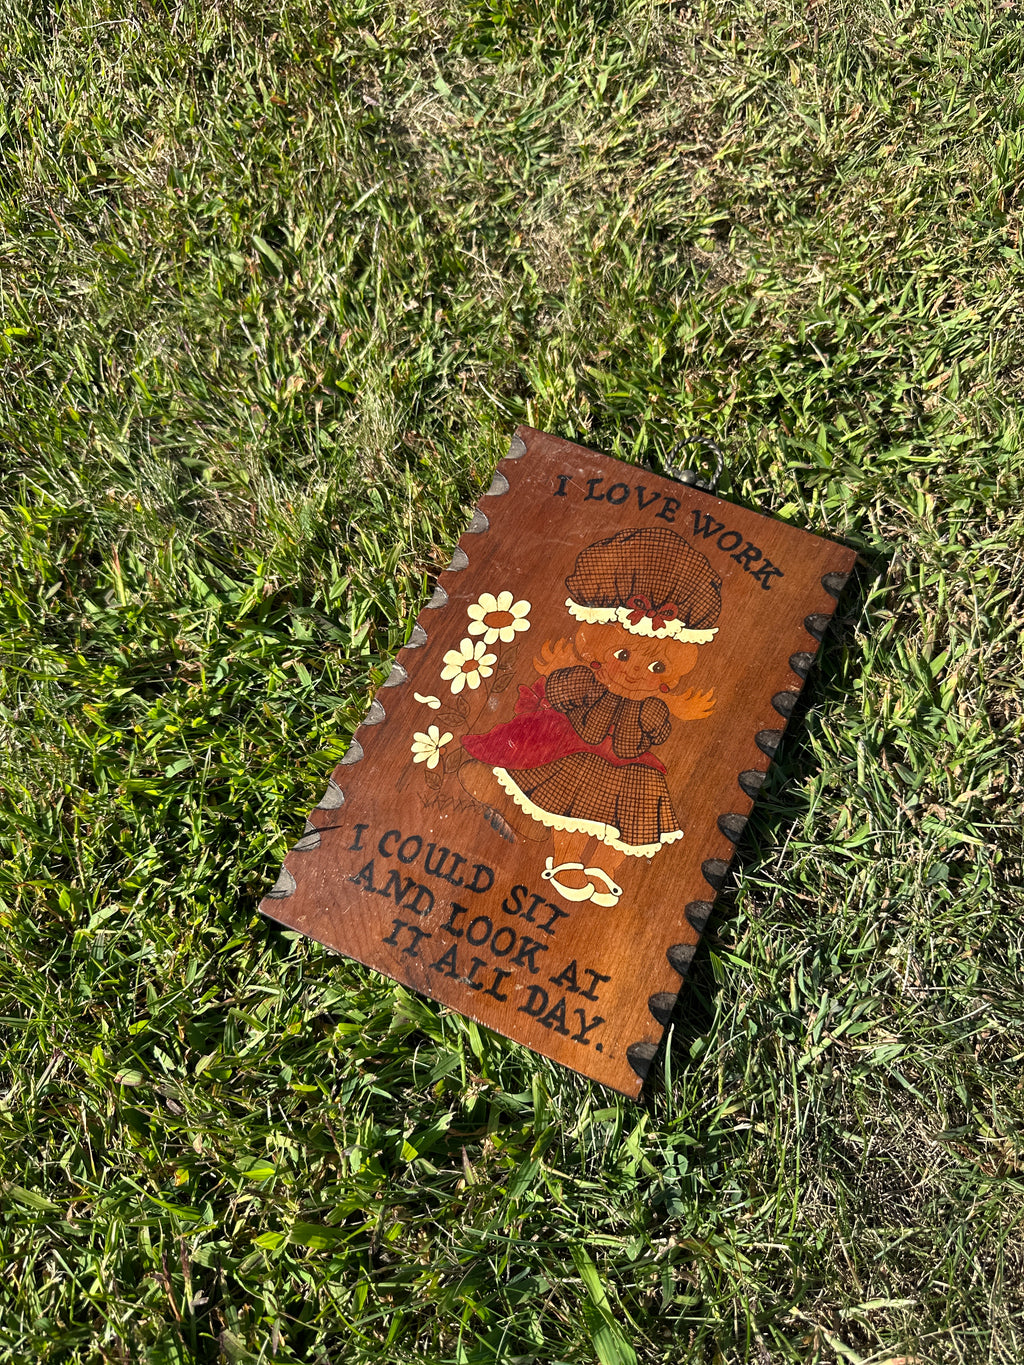 I LOVE WORK
I COULD SIT
AND LOOK AT
IT ALL DAY...